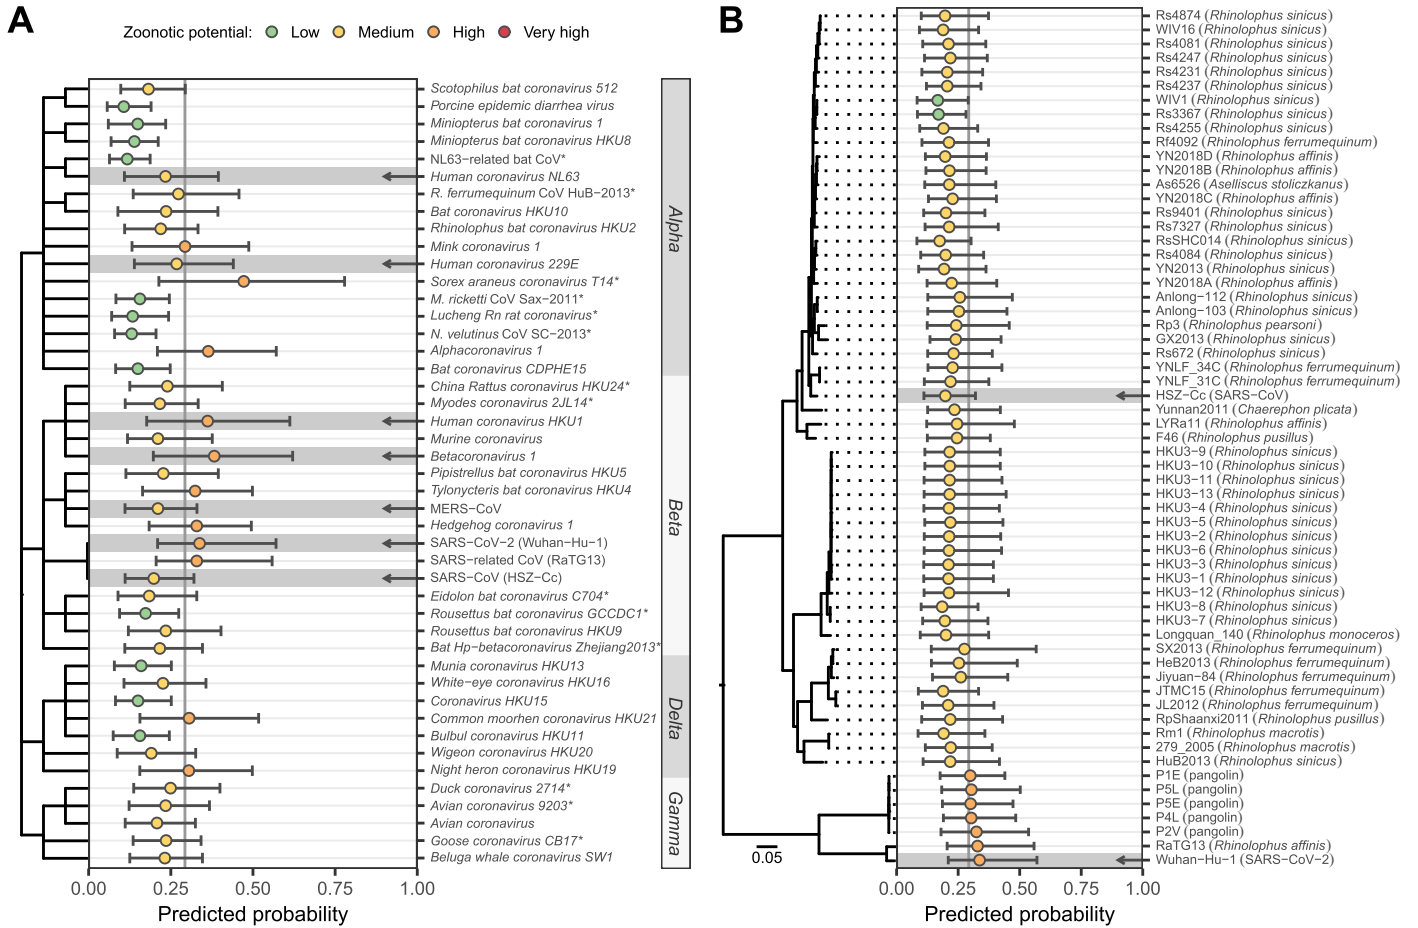 A
Zoonotic potential: Low Medium High Very high
Scotophilus bat coronavirus 512
Porcine epidemic diarrhea virus
Miniopterus bat coronavirus 1
Miniopterus bat coronavirus HKU8
NL63−related bat CoV*
Human coronavirus NL63
R. ferrumequinum CoV HuB−2013*
Bat coronavirus HKU10
Rhinolophus bat coronavirus HKU2
Mink coronavirus 1
Human coronavirus 229E
Sorex araneus coronavirus T14*
M. ricketti CoV Sax−2011*
Lucheng Rn rat coronavirus*
N. velutinus CoV SC−2013*
Alphacoronavirus 1
Bat coronavirus CDPHE15
China Rattus coronavirus HKU24*
Myodes coronavirus 2JL14*
Human coronavirus HKU1
Murine coronavirus
Betacoronavirus 1
Pipistrellus bat coronavirus HKU5
Tylonycteris bat coronavirus HKU4
MERS−CoV
Hedgehog coronavirus 1
SARS−CoV−2 (Wuhan−Hu−1)
SARS−related CoV (RaTG13)
SARS−CoV (HSZ−Cc)
Eidolon bat coronavirus C704*
Rousettus bat coronavirus GCCDC1*
Rousettus bat coronavirus HKU9
Bat Hp−betacoronavirus Zhejiang2013*
Munia coronavirus HKU13
White−eye coronavirus HKU16
Coronavirus HKU15
Common moorhen coronavirus HKU21
Bulbul coronavirus HKU11
Wigeon coronavirus HKU20
Night heron coronavirus HKU19
Duck coronavirus 2714*
Avian coronavirus 9203*
Avian coronavirus
Goose coronavirus CB17*
Beluga whale coronavirus SW1
Alpha
Beta
Delta
Gamma
0.00 0.25 0.50 0.75 1.00
Predicted probability
B
Rs4874 (Rhinolophus sinicus)
WIV16 (Rhinolophus sinicus)
Rs4081 (Rhinolophus sinicus)
Rs4247 (Rhinolophus sinicus)
Rs4231 (Rhinolophus sinicus)
Rs4237 (Rhinolophus sinicus)
WIV1 (Rhinolophus sinicus)
Rs3367 (Rhinolophus sinicus)
Rs4255 (Rhinolophus sinicus)
Rf4092 (Rhinolophus ferrumequinum)
YN2018D (Rhinolophus affinis)
YN2018B (Rhinolophus affinis)
As6526 (Aselliscus stoliczkanus)
YN2018C (Rhinolophus affinis)
Rs9401 (Rhinolophus sinicus)
Rs7327 (Rhinolophus sinicus)
RsSHC014 (Rhinolophus sinicus)
Rs4084 (Rhinolophus sinicus)
YN2013 (Rhinolophus sinicus)
YN2018A (Rhinolophus affinis)
Anlong−112 (Rhinolophus sinicus)
Anlong−103 (Rhinolophus sinicus)
Rp3 (Rhinolophus pearsoni)
GX2013 (Rhinolophus sinicus)
Rs672 (Rhinolophus sinicus)
YNLF_34C (Rhinolophus ferrumequinum)
YNLF_31C (Rhinolophus ferrumequinum)
HSZ−Cc (SARS−CoV)
Yunnan2011 (Chaerephon plicata)
LYRa11 (Rhinolophus affinis)
F46 (Rhinolophus pusillus)
HKU3−9 (Rhinolophus sinicus)
HKU3−10 (Rhinolophus sinicus)
HKU3−11 (Rhinolophus sinicus)
HKU3−13 (Rhinolophus sinicus)
HKU3−4 (Rhinolophus sinicus)
HKU3−5 (Rhinolophus sinicus)
HKU3−2 (Rhinolophus sinicus)
HKU3−6 (Rhinolophus sinicus)
HKU3−3 (Rhinolophus sinicus)
HKU3−1 (Rhinolophus sinicus)
HKU3−12 (Rhinolophus sinicus)
HKU3−8 (Rhinolophus sinicus)
HKU3−7 (Rhinolophus sinicus)
Longquan_140 (Rhinolophus monoceros)
SX2013 (Rhinolophus ferrumequinum)
HeB2013 (Rhinolophus ferrumequinum)
Jiyuan−84 (Rhinolophus ferrumequinum)
JTMC15 (Rhinolophus ferrumequinum)
JL2012 (Rhinolophus ferrumequinum)
RpShaanxi2011 (Rhinolophus pusillus)
Rm1 (Rhinolophus macrotis)
279_2005 (Rhinolophus macrotis)
HuB2013 (Rhinolophus sinicus)
P1E (pangolin)
P5L (pangolin)
P5E (pangolin)
P4L (pangolin)
P2V (pangolin)
RaTG13 (Rhinolophus affinis)
Wuhan−Hu−1 (SARS−CoV−2)
0.05
0.00 0.25 0.50 0.75 1.00
Predicted probability